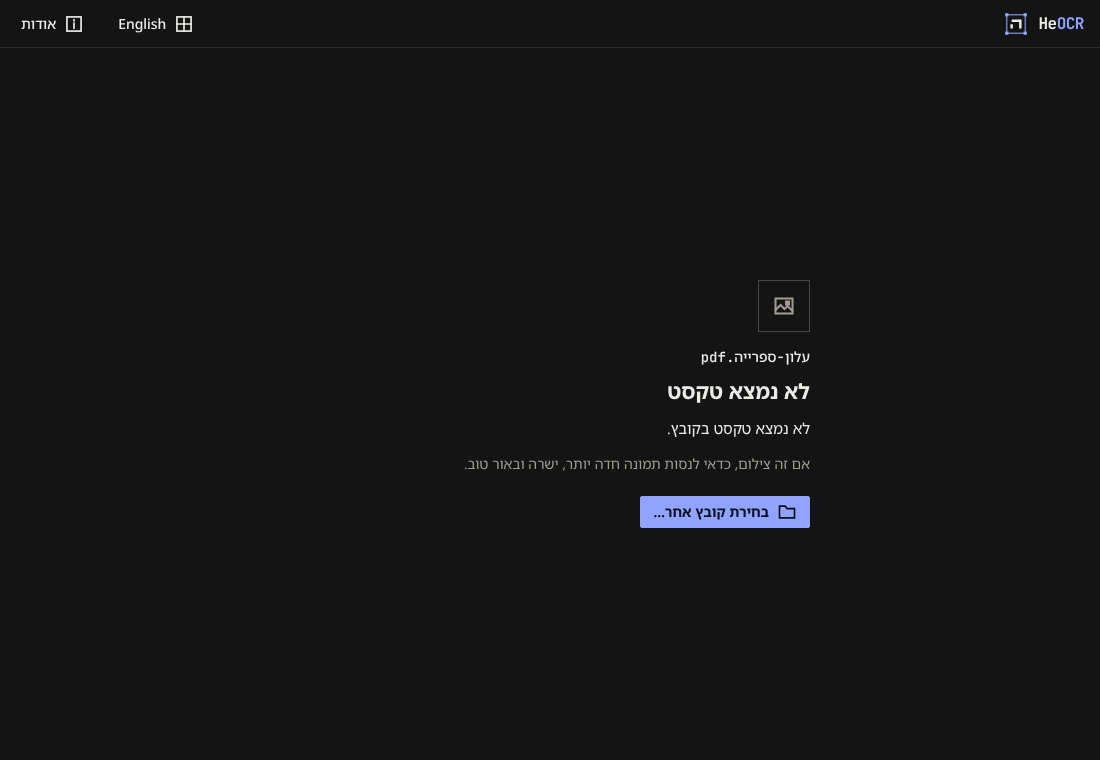 HeOCR
English
אודות
עלון-ספרייה.pdf
לא נמצא טקסט
לא נמצא טקסט בקובץ.
אם זה צילום, כדאי לנסות תמונה חדה יותר, ישרה ובאור טוב.
בחירת קובץ אחר...